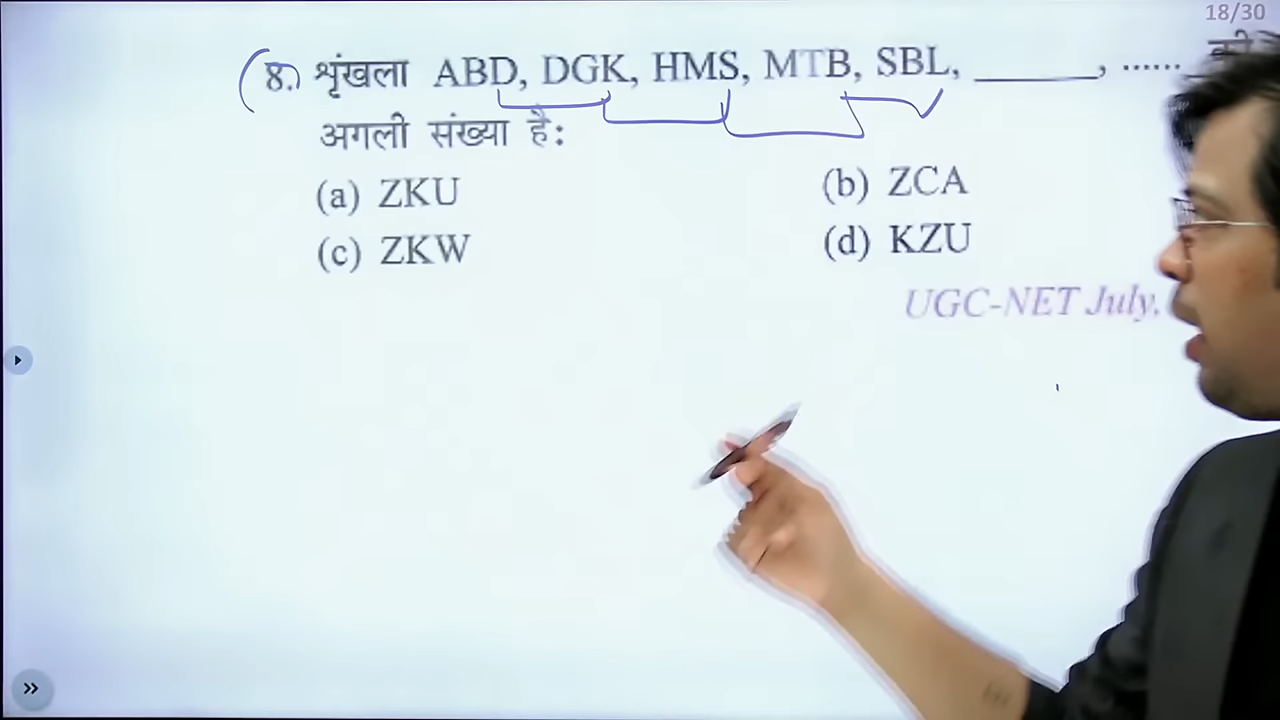 18/30
8. शृंखला ABD, DGK, HMS, MTB, SBL, ______, ...... की
अगली संख्या है:
(a) ZKU
(b) ZCA
(c) ZKW
(d) KZU
UGC-NET July,